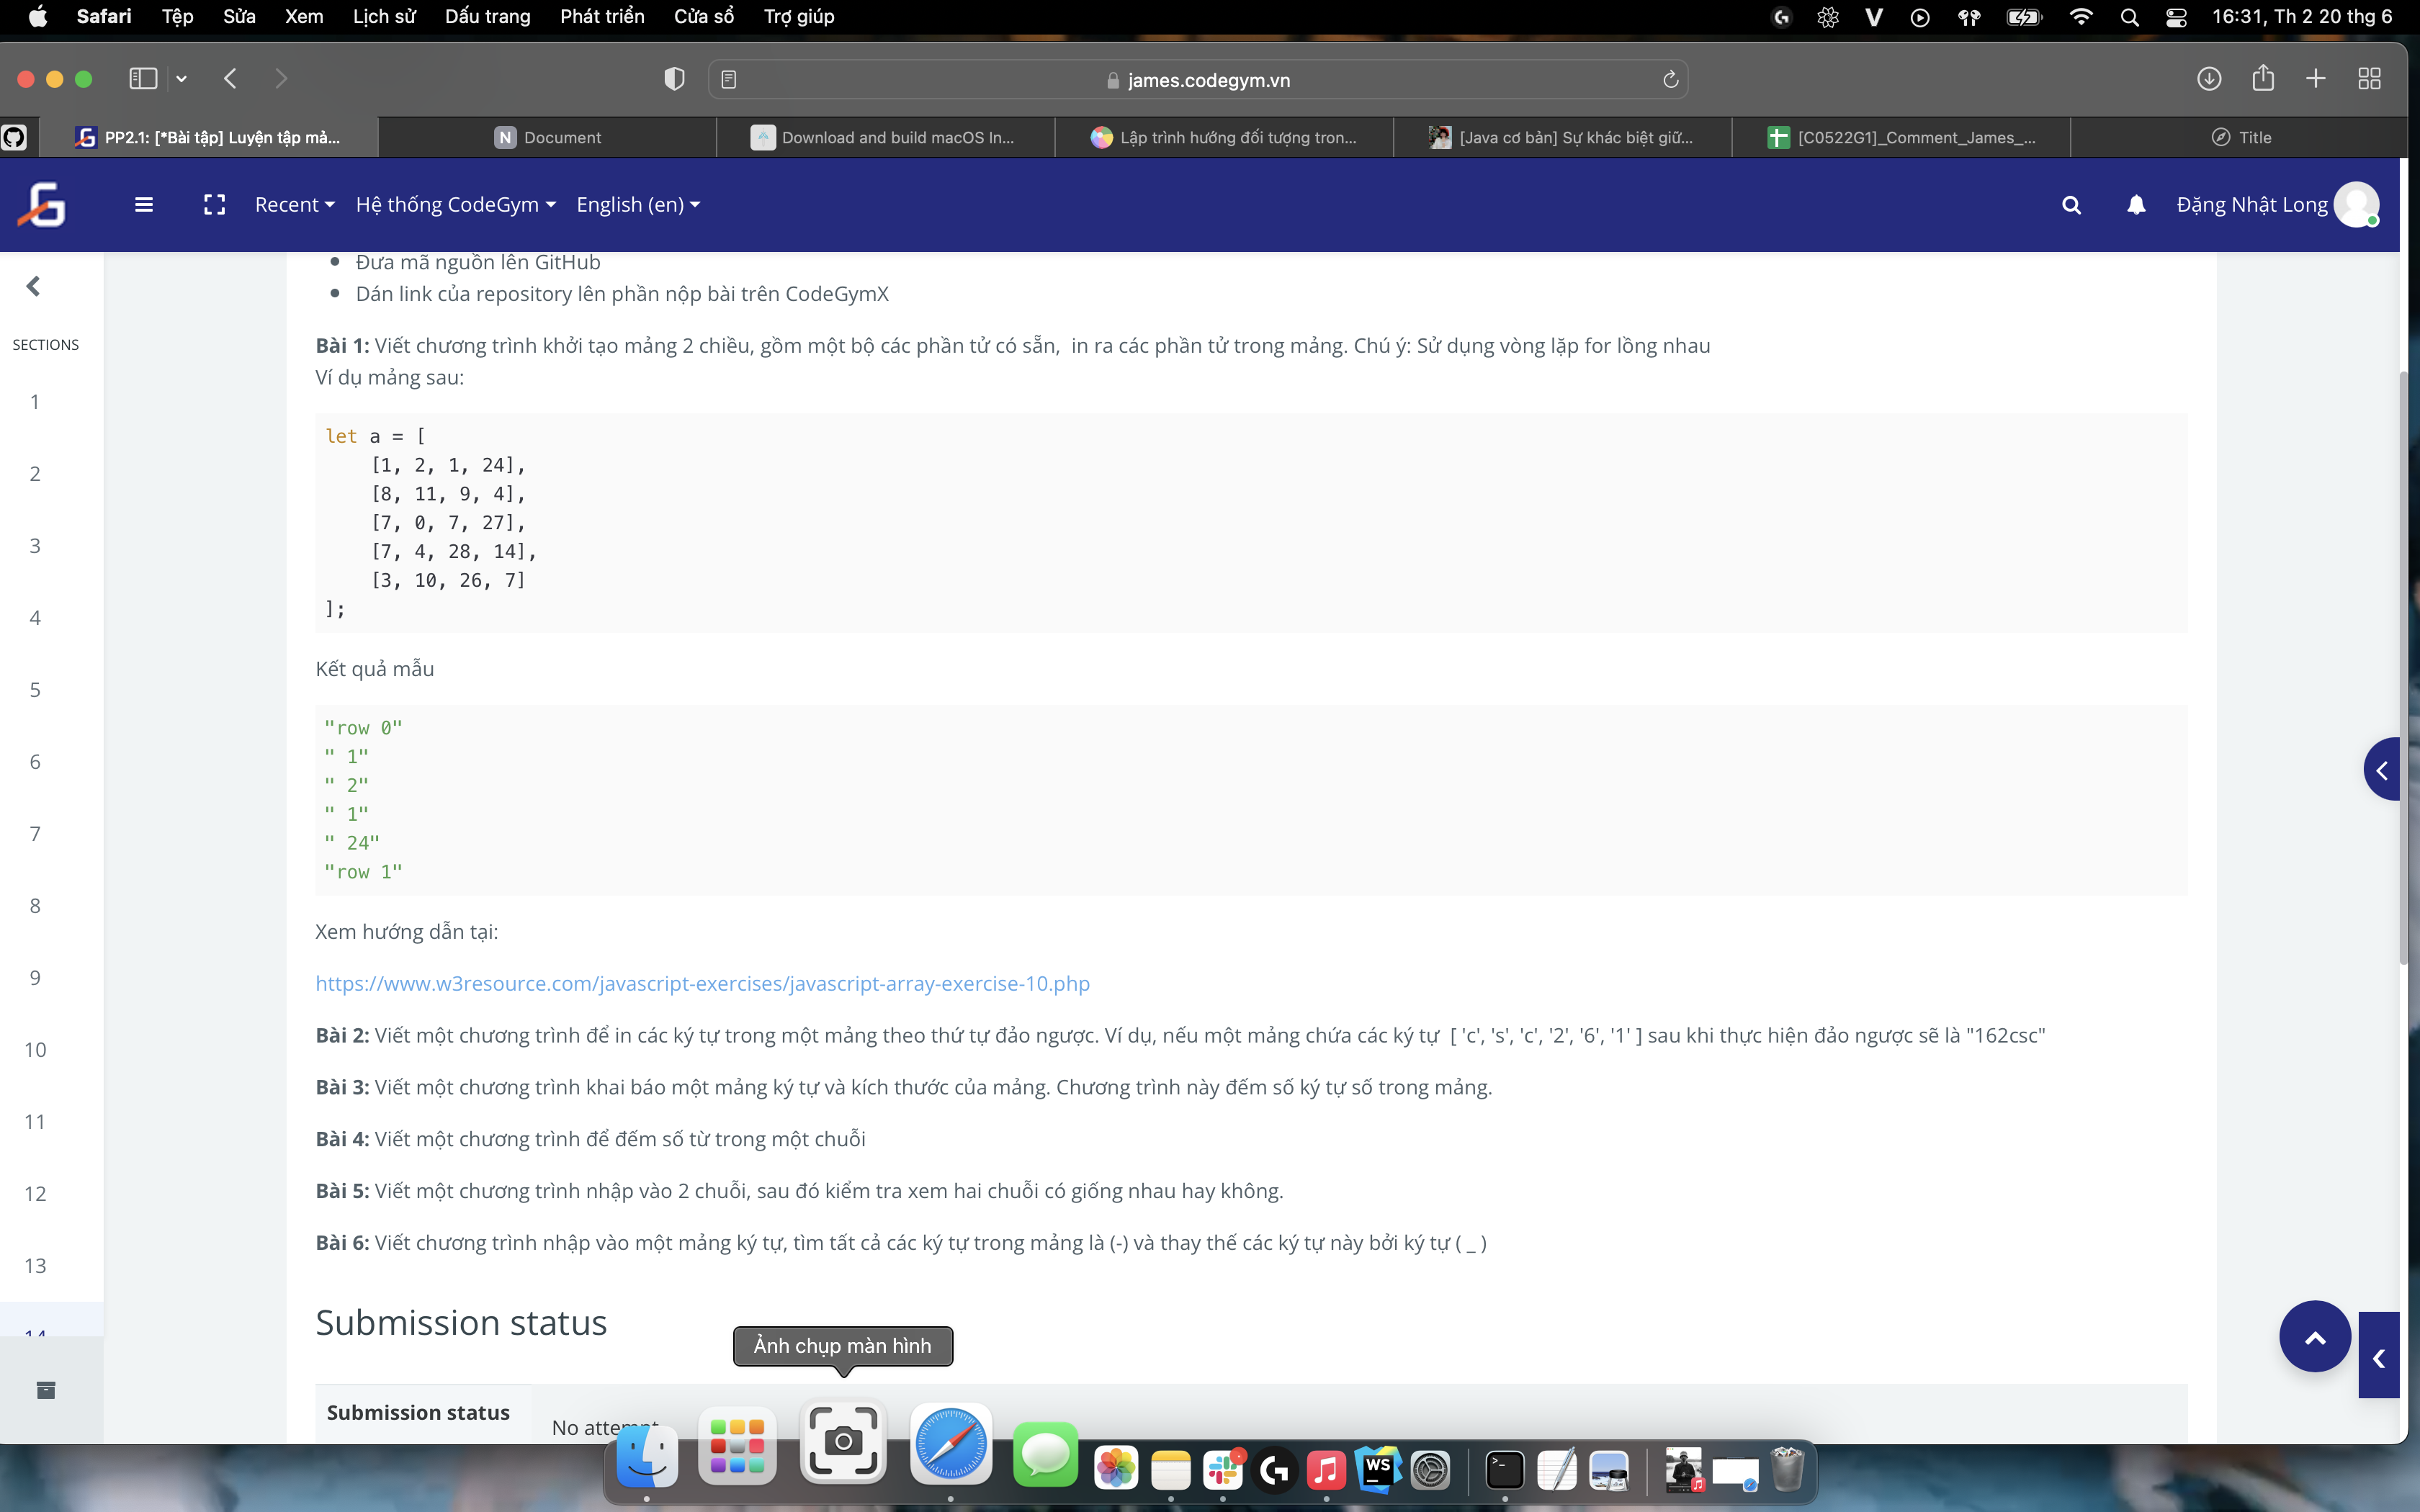 Safari Tệp Sửa Xem Lịch sử Dấu trang Phát triển Cửa sổ Trợ giúp 16:31, Th 2 20 thg 6
james.codegym.vn
PP2.1: [*Bài tập] Luyện tập mả... Document Download and build macOS In... Lập trình hướng đối tượng tron... [Java cơ bản] Sự khác biệt giữ... [C0522G1]_Comment_James_... Title
Recent Hệ thống CodeGym English (en) Đặng Nhật Long
Đưa mã nguồn lên GitHub
Dán link của repository lên phần nộp bài trên CodeGymX
SECTIONS
1
2
3
4
5
6
7
8
9
10
11
12
13
14
Bài 1: Viết chương trình khởi tạo mảng 2 chiều, gồm một bộ các phần tử có sẵn, in ra các phần tử trong mảng. Chú ý: Sử dụng vòng lặp for lồng nhau
Ví dụ mảng sau:
let a = [
[1, 2, 1, 24],
[8, 11, 9, 4],
[7, 0, 7, 27],
[7, 4, 28, 14],
[3, 10, 26, 7]
];
Kết quả mẫu
"row 0"
" 1"
" 2"
" 1"
" 24"
"row 1"
Xem hướng dẫn tại:
https://www.w3resource.com/javascript-exercises/javascript-array-exercise-10.php
Bài 2: Viết một chương trình để in các ký tự trong một mảng theo thứ tự đảo ngược. Ví dụ, nếu một mảng chứa các ký tự [ 'c', 's', 'c', '2', '6', '1' ] sau khi thực hiện đảo ngược sẽ là "162csc"
Bài 3: Viết một chương trình khai báo một mảng ký tự và kích thước của mảng. Chương trình này đếm số ký tự số trong mảng.
Bài 4: Viết một chương trình để đếm số từ trong một chuỗi
Bài 5: Viết một chương trình nhập vào 2 chuỗi, sau đó kiểm tra xem hai chuỗi có giống nhau hay không.
Bài 6: Viết chương trình nhập vào một mảng ký tự, tìm tất cả các ký tự trong mảng là (-) và thay thế các ký tự này bởi ký tự ( _ )
Submission status
Ảnh chụp màn hình
Submission status No attempt
WS